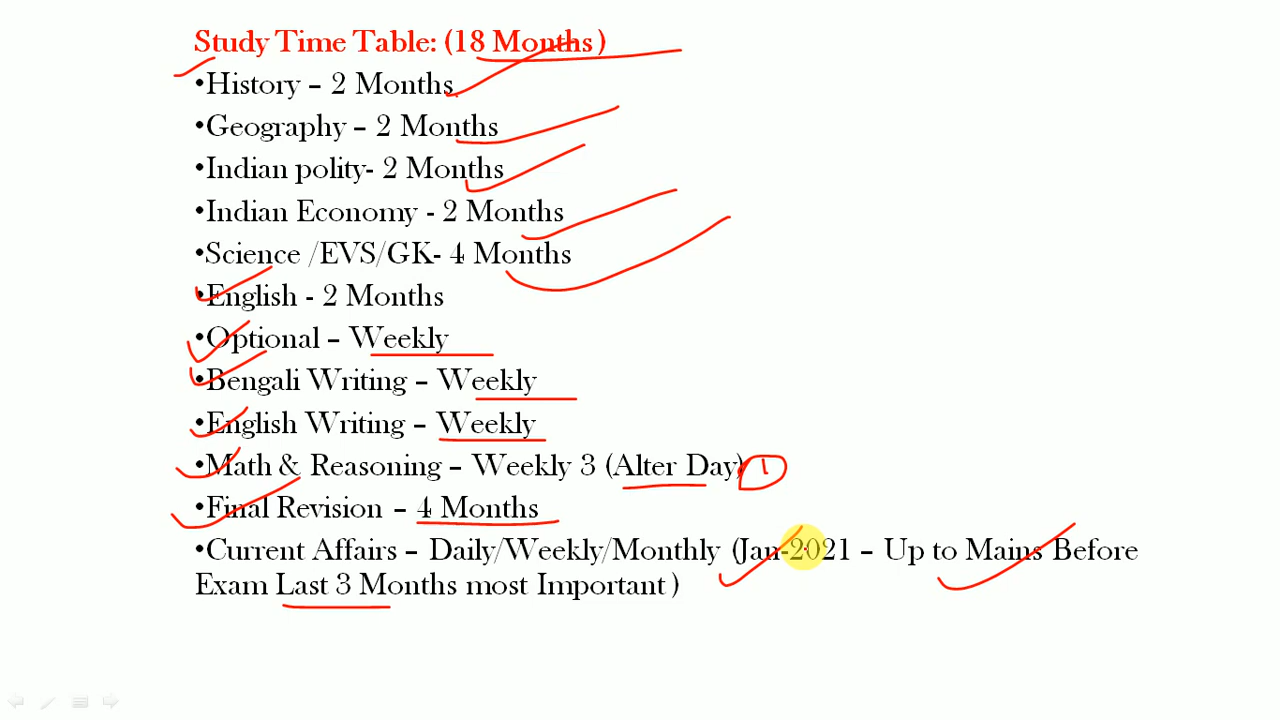 Study Time Table: (18 Months)
•History – 2 Months
•Geography – 2 Months
•Indian polity- 2 Months
•Indian Economy - 2 Months
•Science /EVS/GK- 4 Months
•English - 2 Months
•Optional – Weekly
•Bengali Writing – Weekly
•English Writing – Weekly
•Math & Reasoning – Weekly 3 (Alter Day) 1
•Final Revision – 4 Months
•Current Affairs – Daily/Weekly/Monthly (Jan-2021 – Up to Mains Before
Exam Last 3 Months most Important )